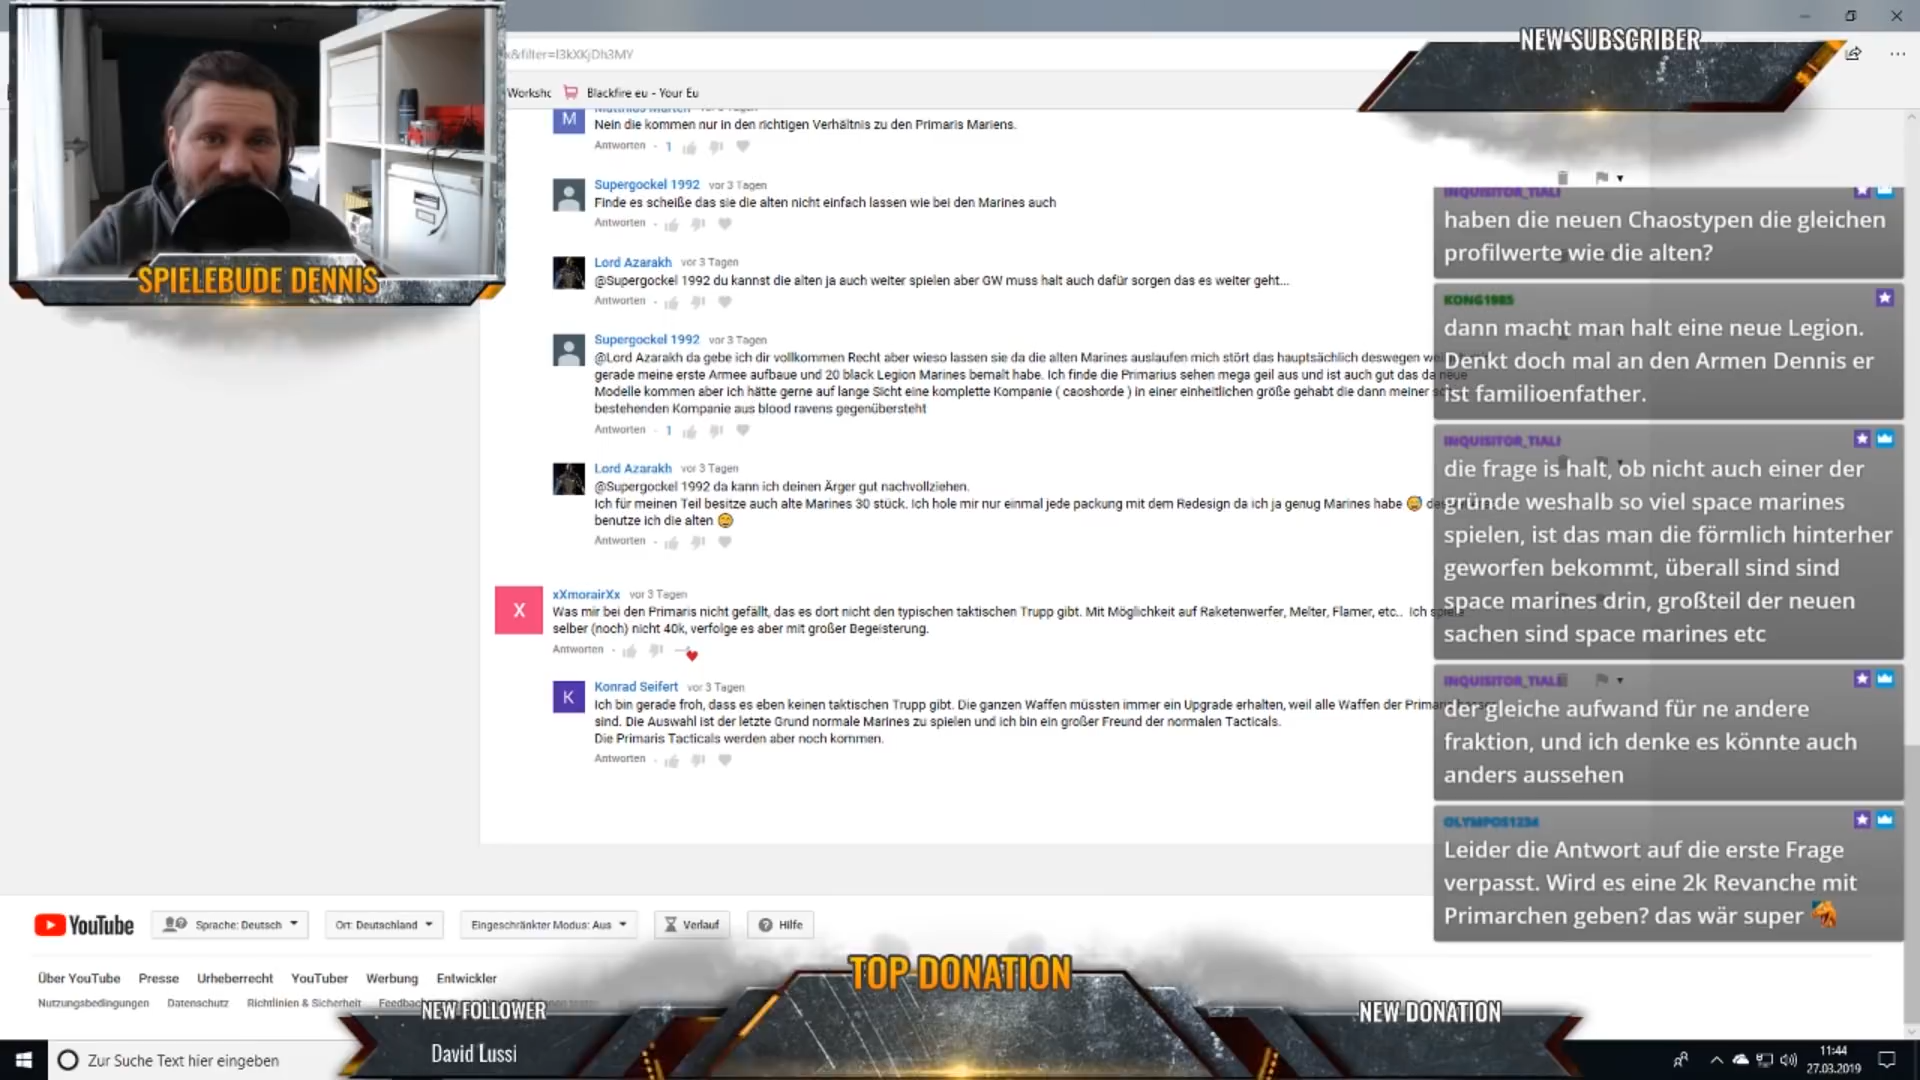 x&filter=l3kXKjDh3MY
Worksho
Blackfire eu - Your Eu
NEW SUBSCRIBER
SPIELEBUDE DENNIS
M
Nein die kommen nur in den richtigen Verhältnis zu den Primaris Mariens.
Antworten · 1
Supergockel 1992 vor 3 Tagen
Finde es scheiße das sie die alten nicht einfach lassen wie bei den Marines auch
Antworten ·
Lord Azarakh vor 3 Tagen
@Supergockel 1992 du kannst die alten ja auch weiter spielen aber GW muss halt auch dafür sorgen das es weiter geht...
Antworten ·
Supergockel 1992 vor 3 Tagen
@Lord Azarakh da gebe ich dir vollkommen Recht aber wieso lassen sie da die alten Marines auslaufen mich stört das hauptsächlich deswegen
gerade meine erste Armee aufbaue und 20 black Legion Marines bemalt habe. Ich finde die Primarius sehen mega geil aus und ist auch gut das da neue
Modelle kommen aber ich hätte gerne auf lange Sicht eine komplette Kompanie ( caoshorde ) in einer einheitlichen größe gehabt die dann meiner
bestehenden Kompanie aus blood ravens gegenübersteht
Antworten · 1
Lord Azarakh vor 3 Tagen
@Supergockel 1992 da kann ich deinen Ärger gut nachvollziehen.
Ich für meinen Teil besitze auch alte Marines 30 stück. Ich hole mir nur einmal jede packung mit dem Redesign da ich ja genug Marines habe 😅
benutze ich die alten 😊
Antworten ·
X
xXmorairXx vor 3 Tagen
Was mir bei den Primaris nicht gefällt, das es dort nicht den typischen taktischen Trupp gibt. Mit Möglichkeit auf Raketenwerfer, Melter, Flamer, etc.. Ich spiele
selber (noch) nicht 40k, verfolge es aber mit großer Begeisterung.
Antworten ·
K
Konrad Seifert vor 3 Tagen
Ich bin gerade froh, dass es eben keinen taktischen Trupp gibt. Die ganzen Waffen müssten immer ein Upgrade erhalten, weil alle Waffen der
sind. Die Auswahl ist der letzte Grund normale Marines zu spielen und ich bin ein großer Freund der normalen Tacticals.
Die Primaris Tacticals werden aber noch kommen.
Antworten ·
INQUISITOR_TIALI
haben die neuen Chaostypen die gleichen
profilwerte wie die alten?
KONG1985
dann macht man halt eine neue Legion.
Denkt doch mal an den Armen Dennis er
ist familioenfather.
INQUISITOR_TIALI
die frage is halt, ob nicht auch einer der
gründe weshalb so viel space marines
spielen, ist das man die förmlich hinterher
geworfen bekommt, überall sind sind
space marines drin, großteil der neuen
sachen sind space marines etc
INQUISITOR_TIALI
der gleiche aufwand für ne andere
fraktion, und ich denke es könnte auch
anders aussehen
OLYMPOS1234
Leider die Antwort auf die erste Frage
verpasst. Wird es eine 2k Revanche mit
Primarchen geben? das wär super
YouTube
Sprache: Deutsch
Ort: Deutschland
Eingeschränkter Modus: Aus
Verlauf
Hilfe
Über YouTube Presse Urheberrecht YouTuber Werbung Entwickler
Nutzungsbedingungen Datenschutz Richtlinien & Sicherheit
NEW FOLLOWER
David Lussi
TOP DONATION
NEW DONATION
Zur Suche Text hier eingeben
11:44
27.03.2019